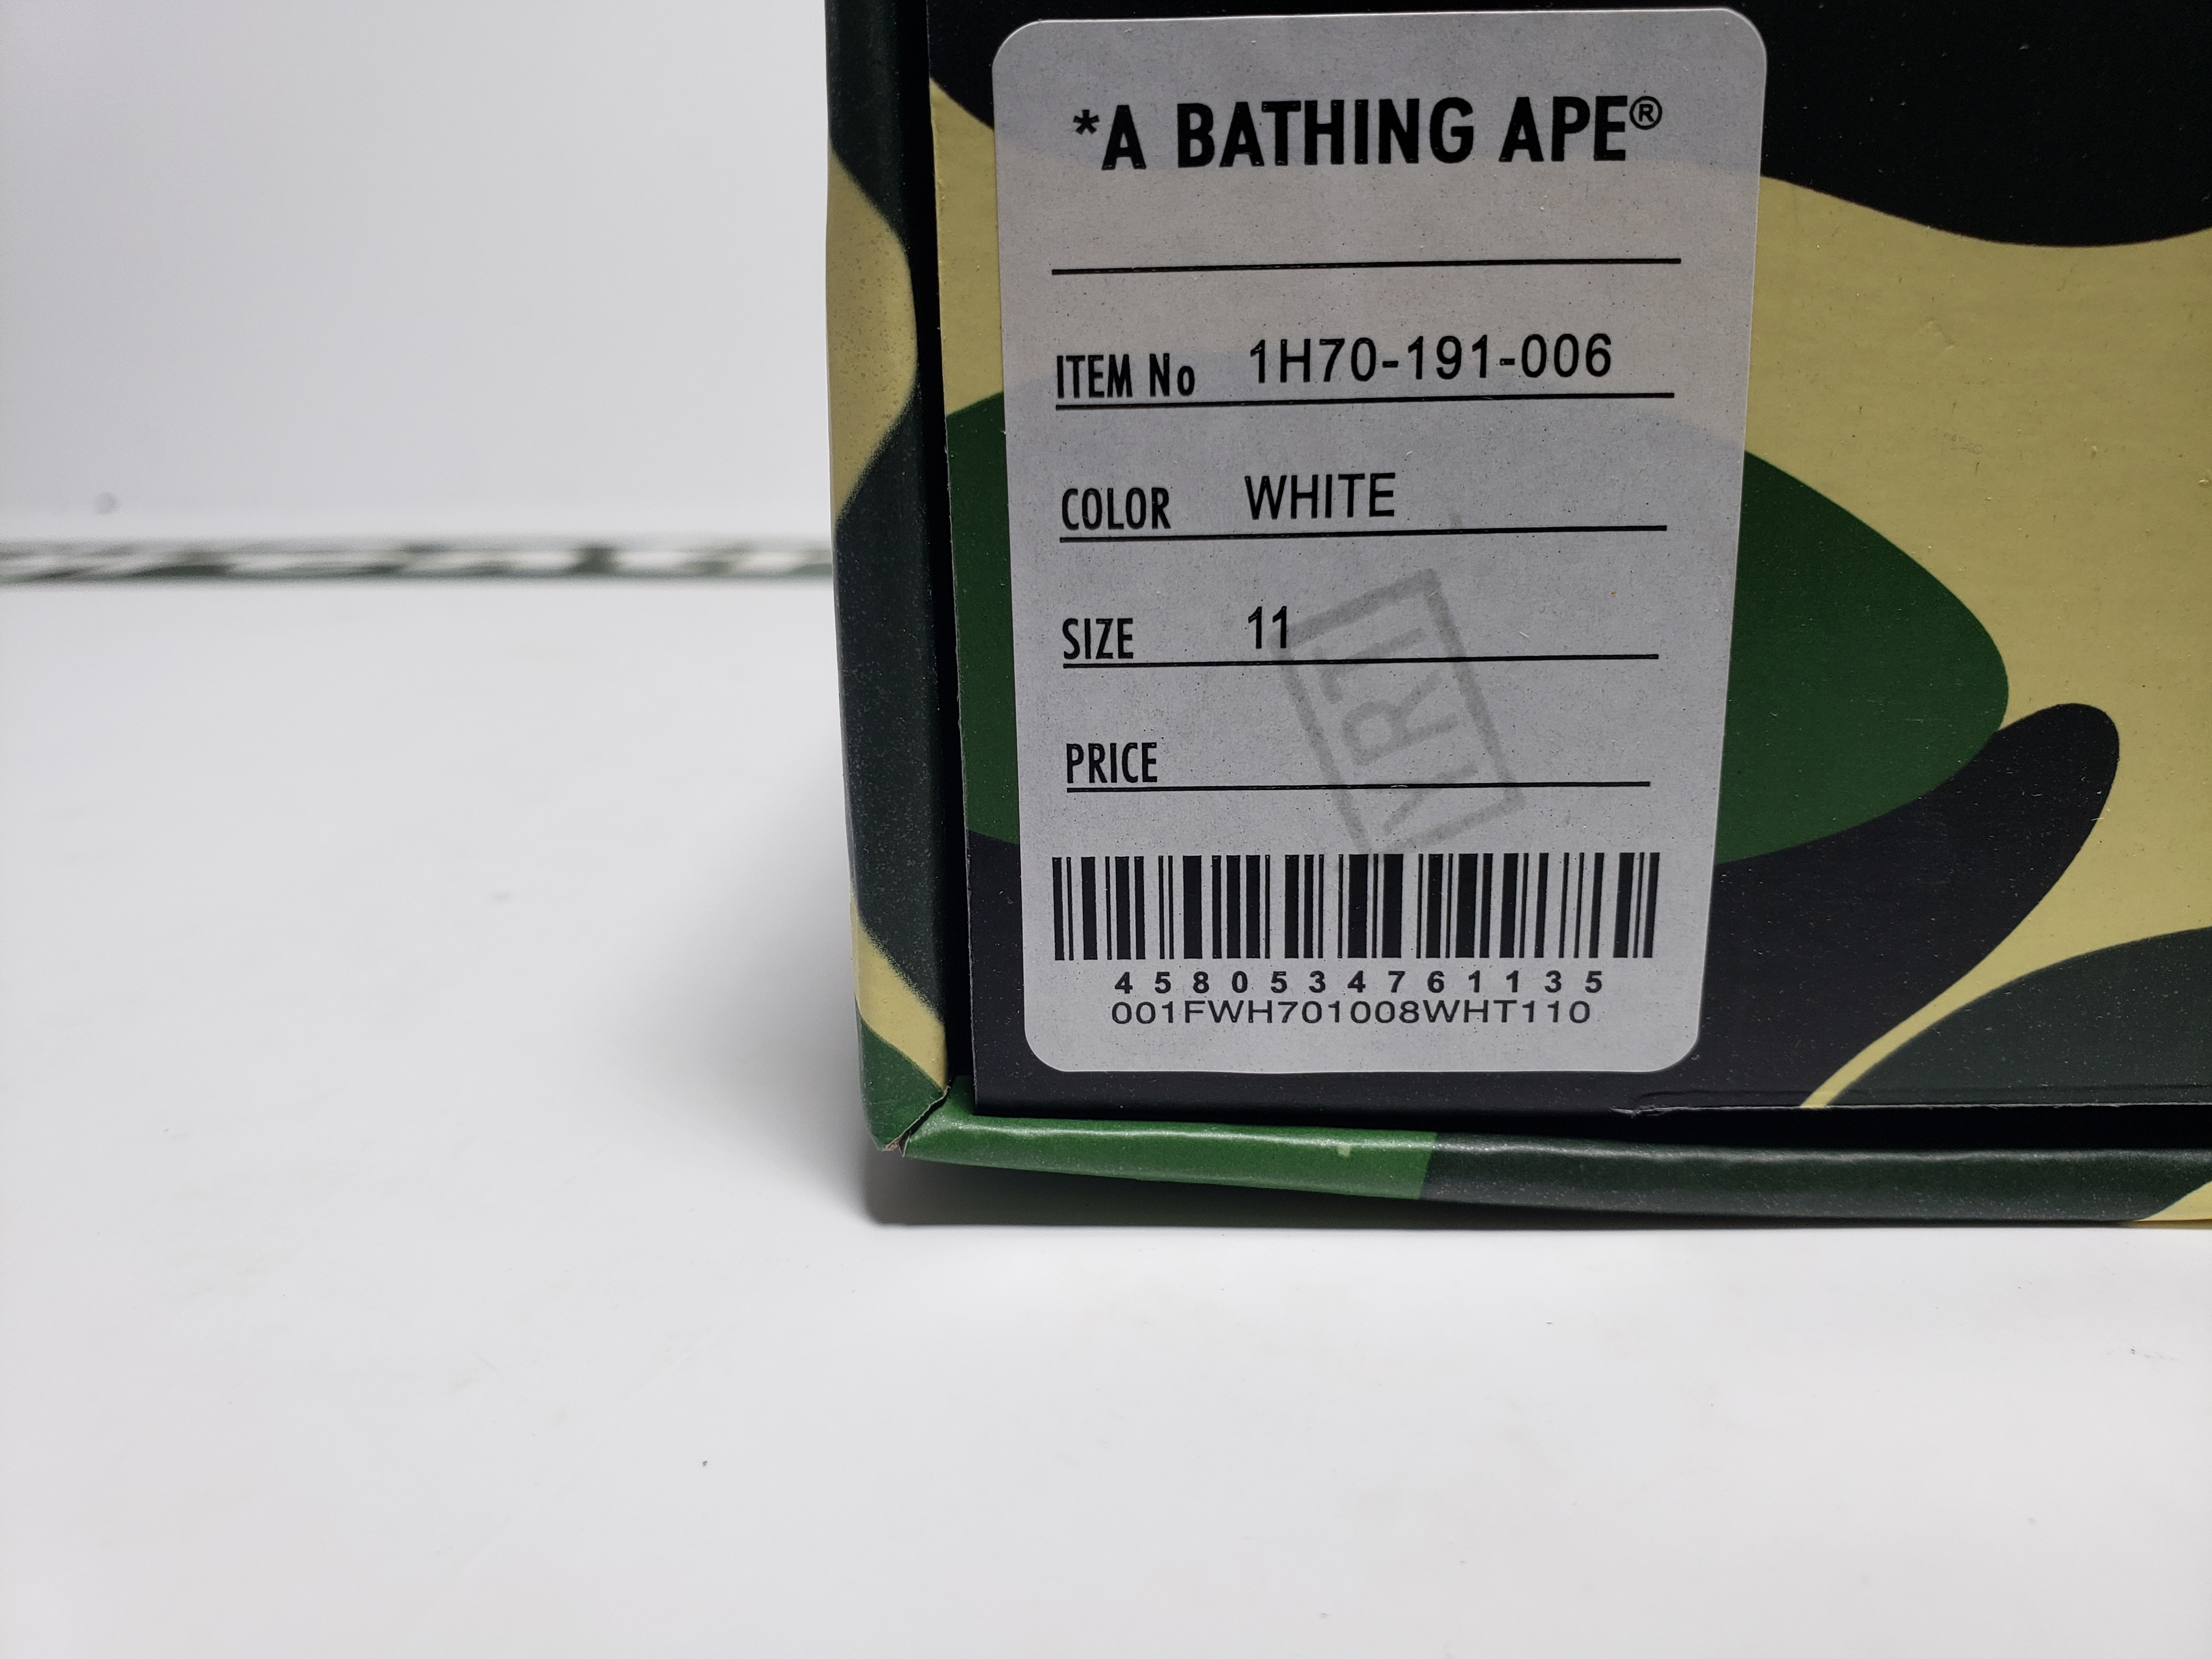 *A BATHING APE®
ITEM No 1H70-191-006
COLOR WHITE
SIZE 11
PRICE
4580534761135
001FWH701008WHT110